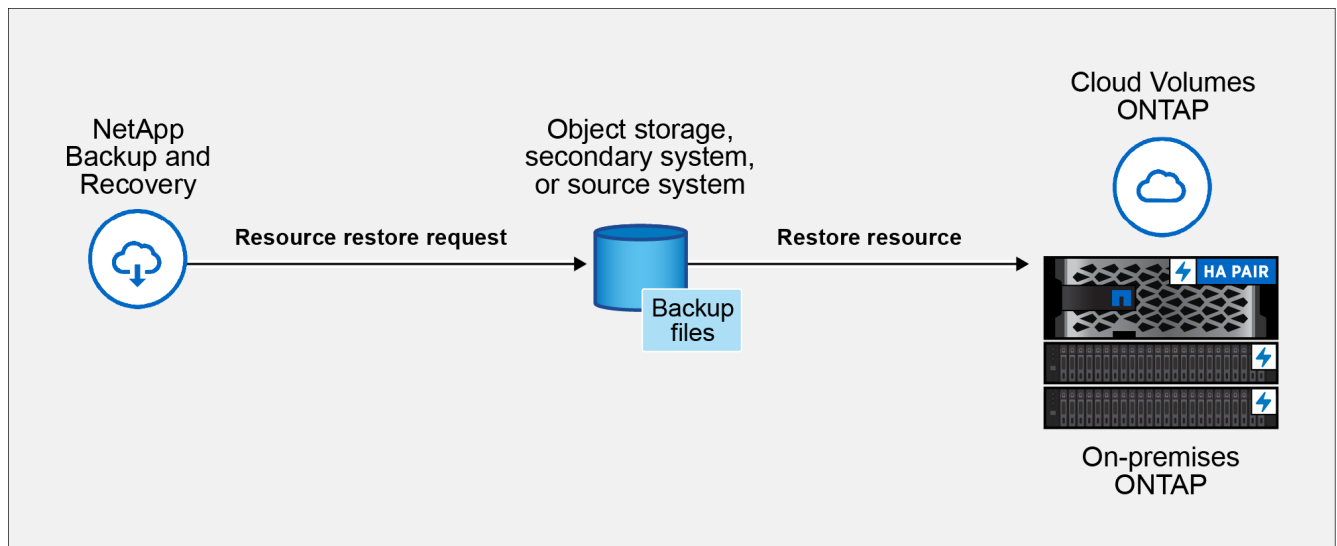 NetApp
Backup and
Recovery
Resource restore request
Object storage,
secondary system,
or source system
Backup
files
Restore resource
Cloud Volumes
ONTAP
HA PAIR
On-premises
ONTAP